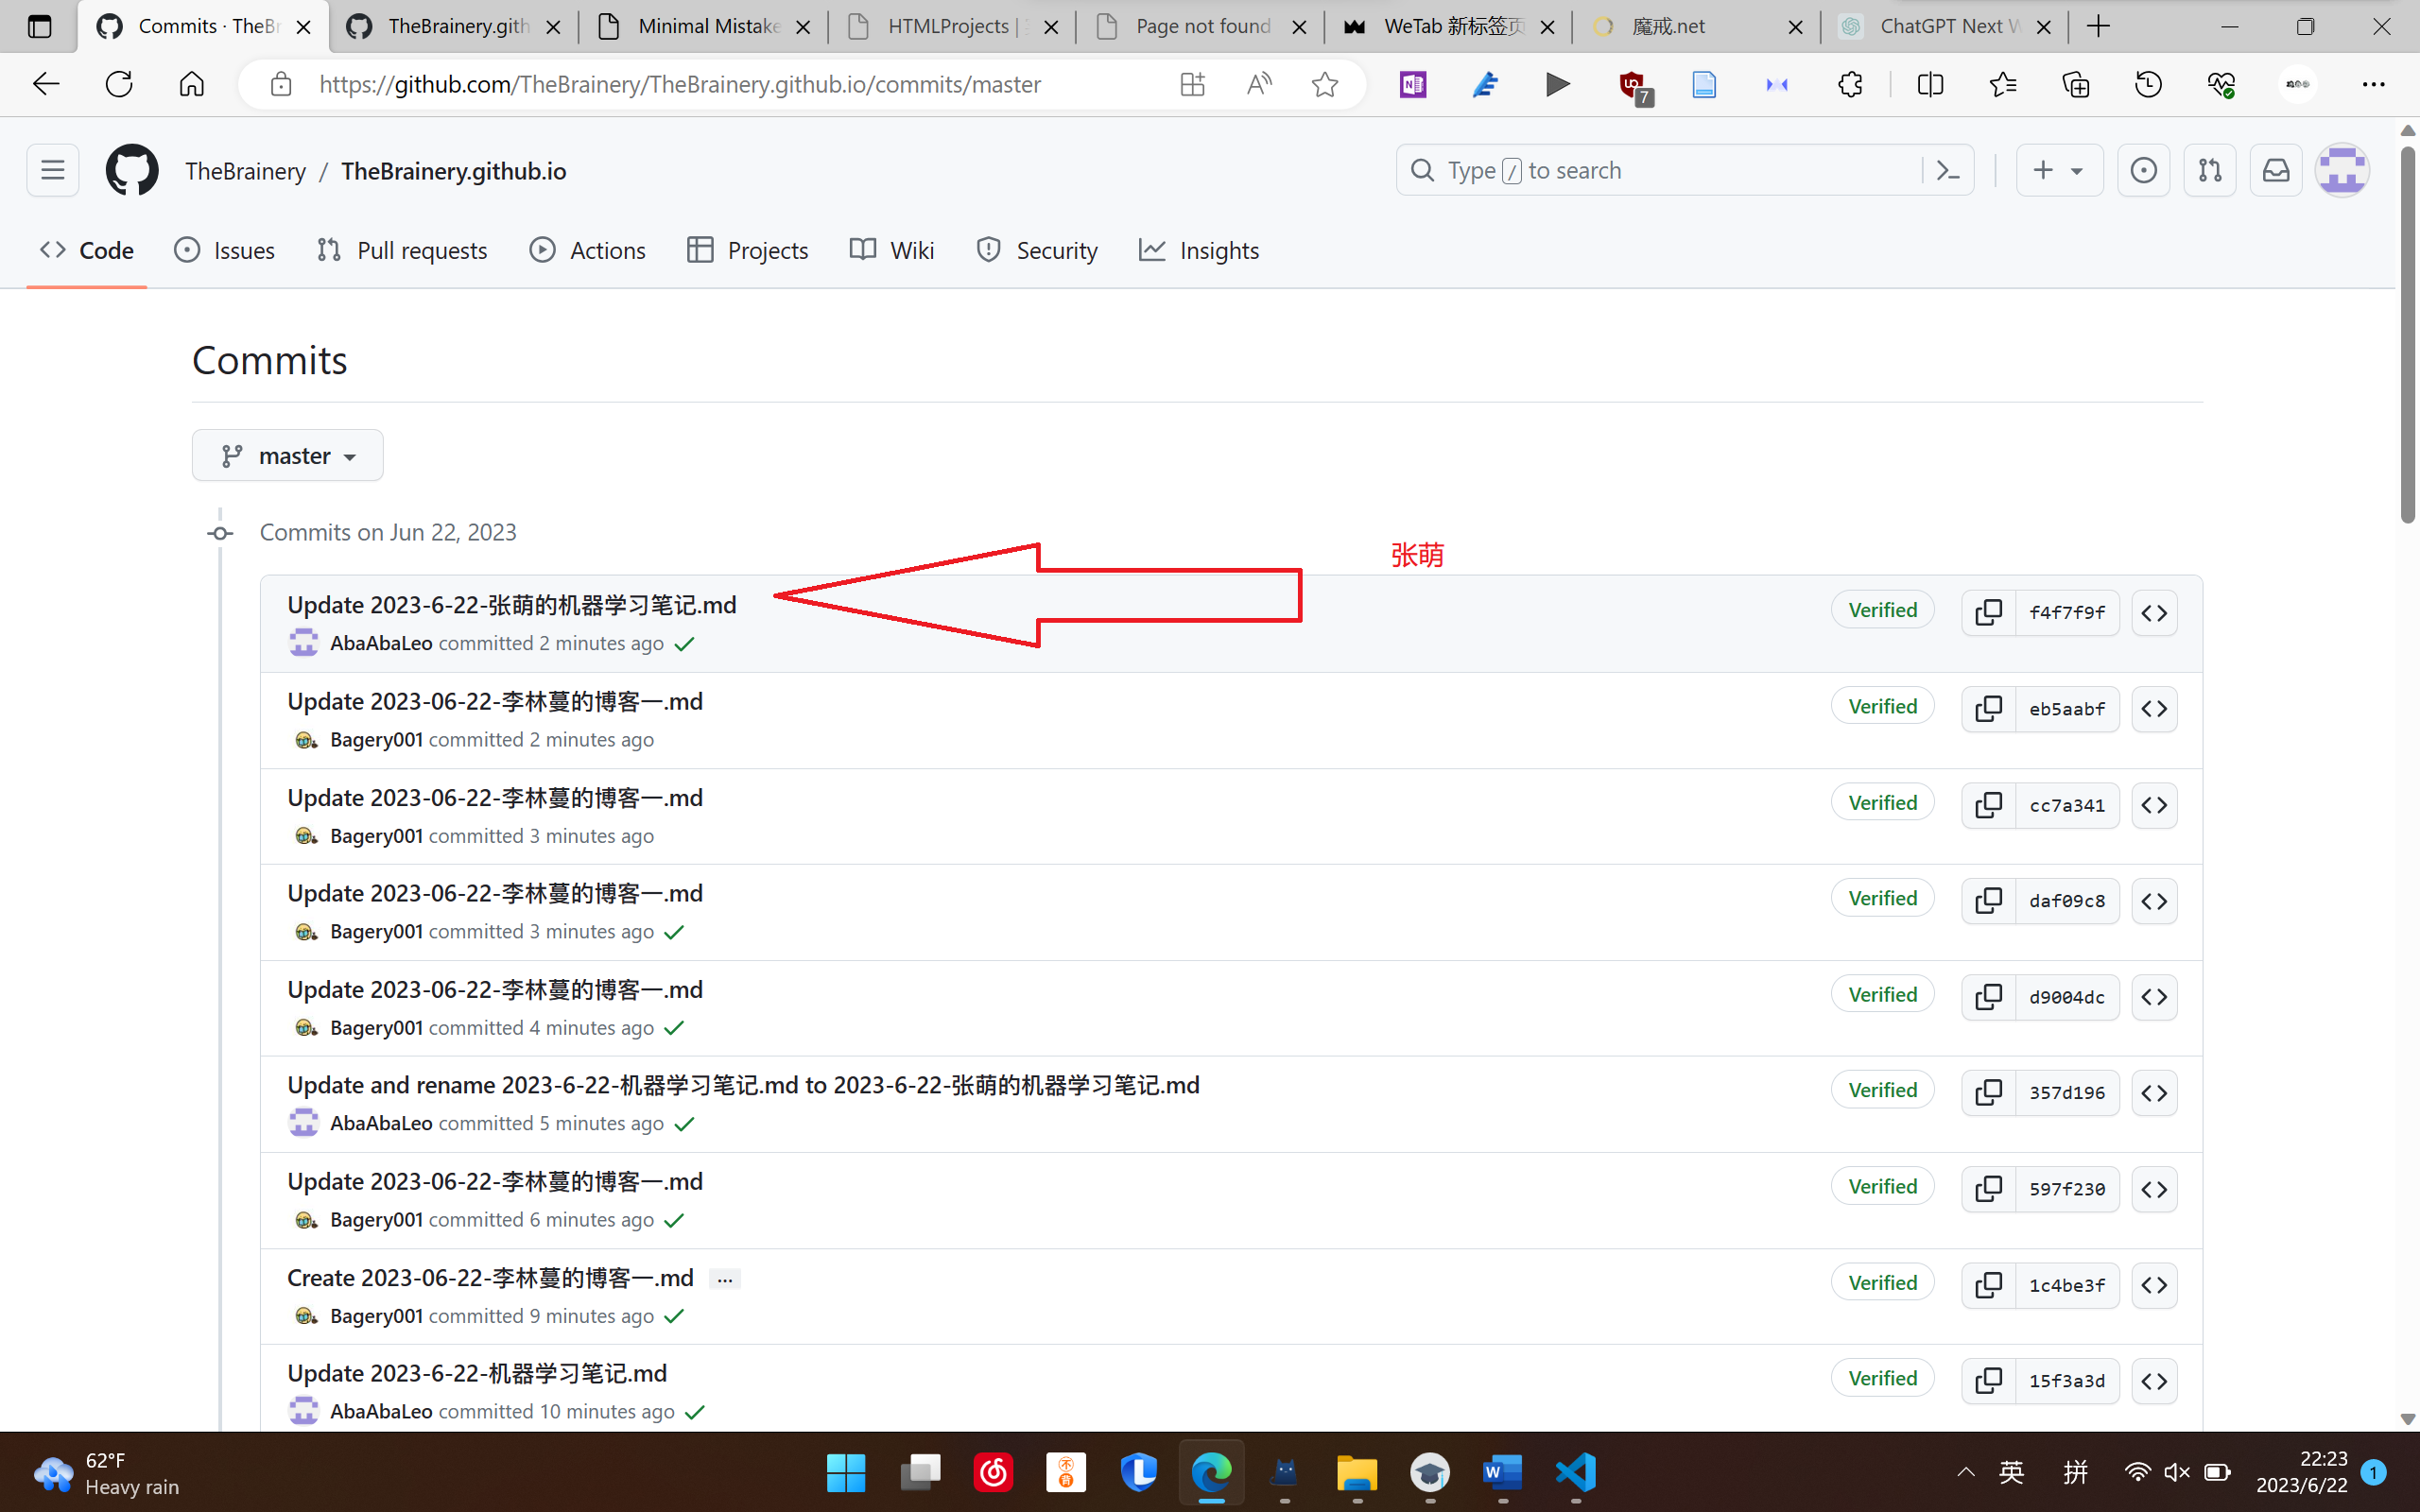 Commits · TheBr
TheBrainery.gith
Minimal Mistake
HTMLProjects |
Page not found
WeTab 新标签页
魔戒.net
ChatGPT Next W
https://github.com/TheBrainery/TheBrainery.github.io/commits/master
7
TheBrainery / TheBrainery.github.io
Type / to search
Code
Issues
Pull requests
Actions
Projects
Wiki
Security
Insights
Commits
master
Commits on Jun 22, 2023
张萌
Update 2023-6-22-张萌的机器学习笔记.md
AbaAbaLeo committed 2 minutes ago
Verified
f4f7f9f
Update 2023-06-22-李林蔓的博客一.md
Bagery001 committed 2 minutes ago
Verified
eb5aabf
Update 2023-06-22-李林蔓的博客一.md
Bagery001 committed 3 minutes ago
Verified
cc7a341
Update 2023-06-22-李林蔓的博客一.md
Bagery001 committed 3 minutes ago
Verified
daf09c8
Update 2023-06-22-李林蔓的博客一.md
Bagery001 committed 4 minutes ago
Verified
d9004dc
Update and rename 2023-6-22-机器学习笔记.md to 2023-6-22-张萌的机器学习笔记.md
AbaAbaLeo committed 5 minutes ago
Verified
357d196
Update 2023-06-22-李林蔓的博客一.md
Bagery001 committed 6 minutes ago
Verified
597f230
Create 2023-06-22-李林蔓的博客一.md ...
Bagery001 committed 9 minutes ago
Verified
1c4be3f
Update 2023-6-22-机器学习笔记.md
AbaAbaLeo committed 10 minutes ago
Verified
15f3a3d
62°F
Heavy rain
不背
英
拼
22:23
2023/6/22
1